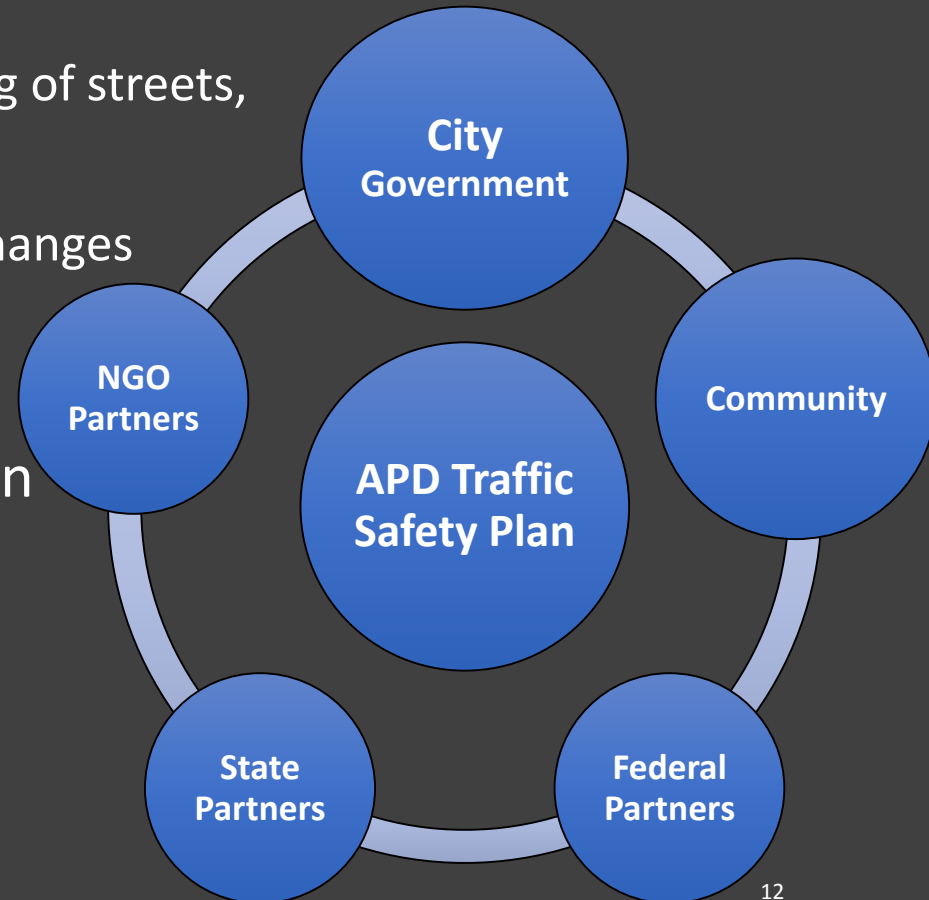 g of streets,
hanges
n
City
Government
Community
NGO
Partners
APD Traffic
Safety Plan
State
Partners
Federal
Partners
12